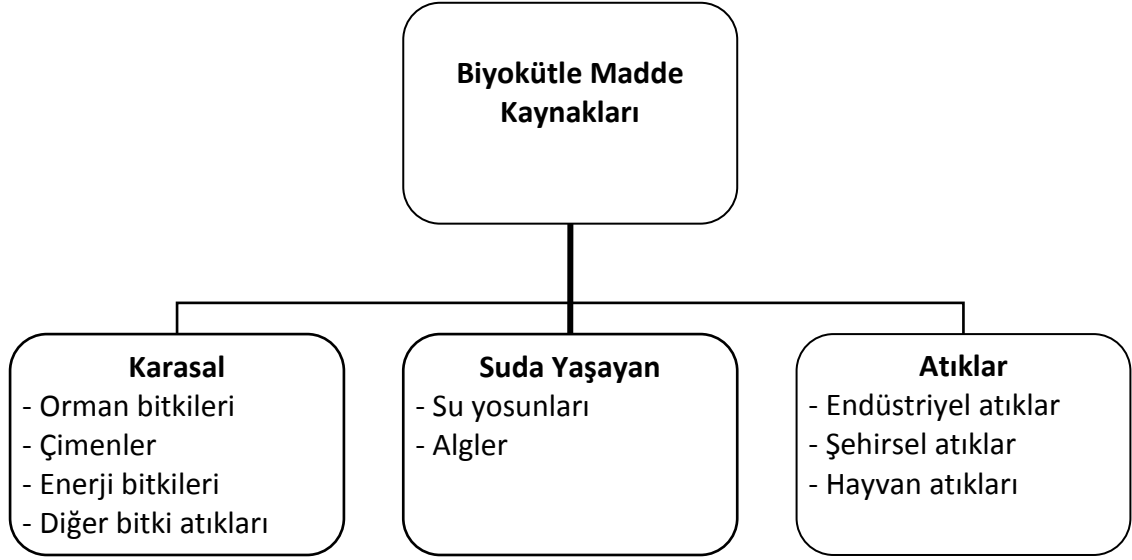 Biyokütle Madde
Kaynakları
Karasal
- Orman bitkileri
- Çimenler
- Enerji bitkileri
- Diğer bitki atıkları
Suda Yaşayan
- Su yosunları
- Algler
Atıklar
- Endüstriyel atıklar
- Şehirsel atıklar
- Hayvan atıkları